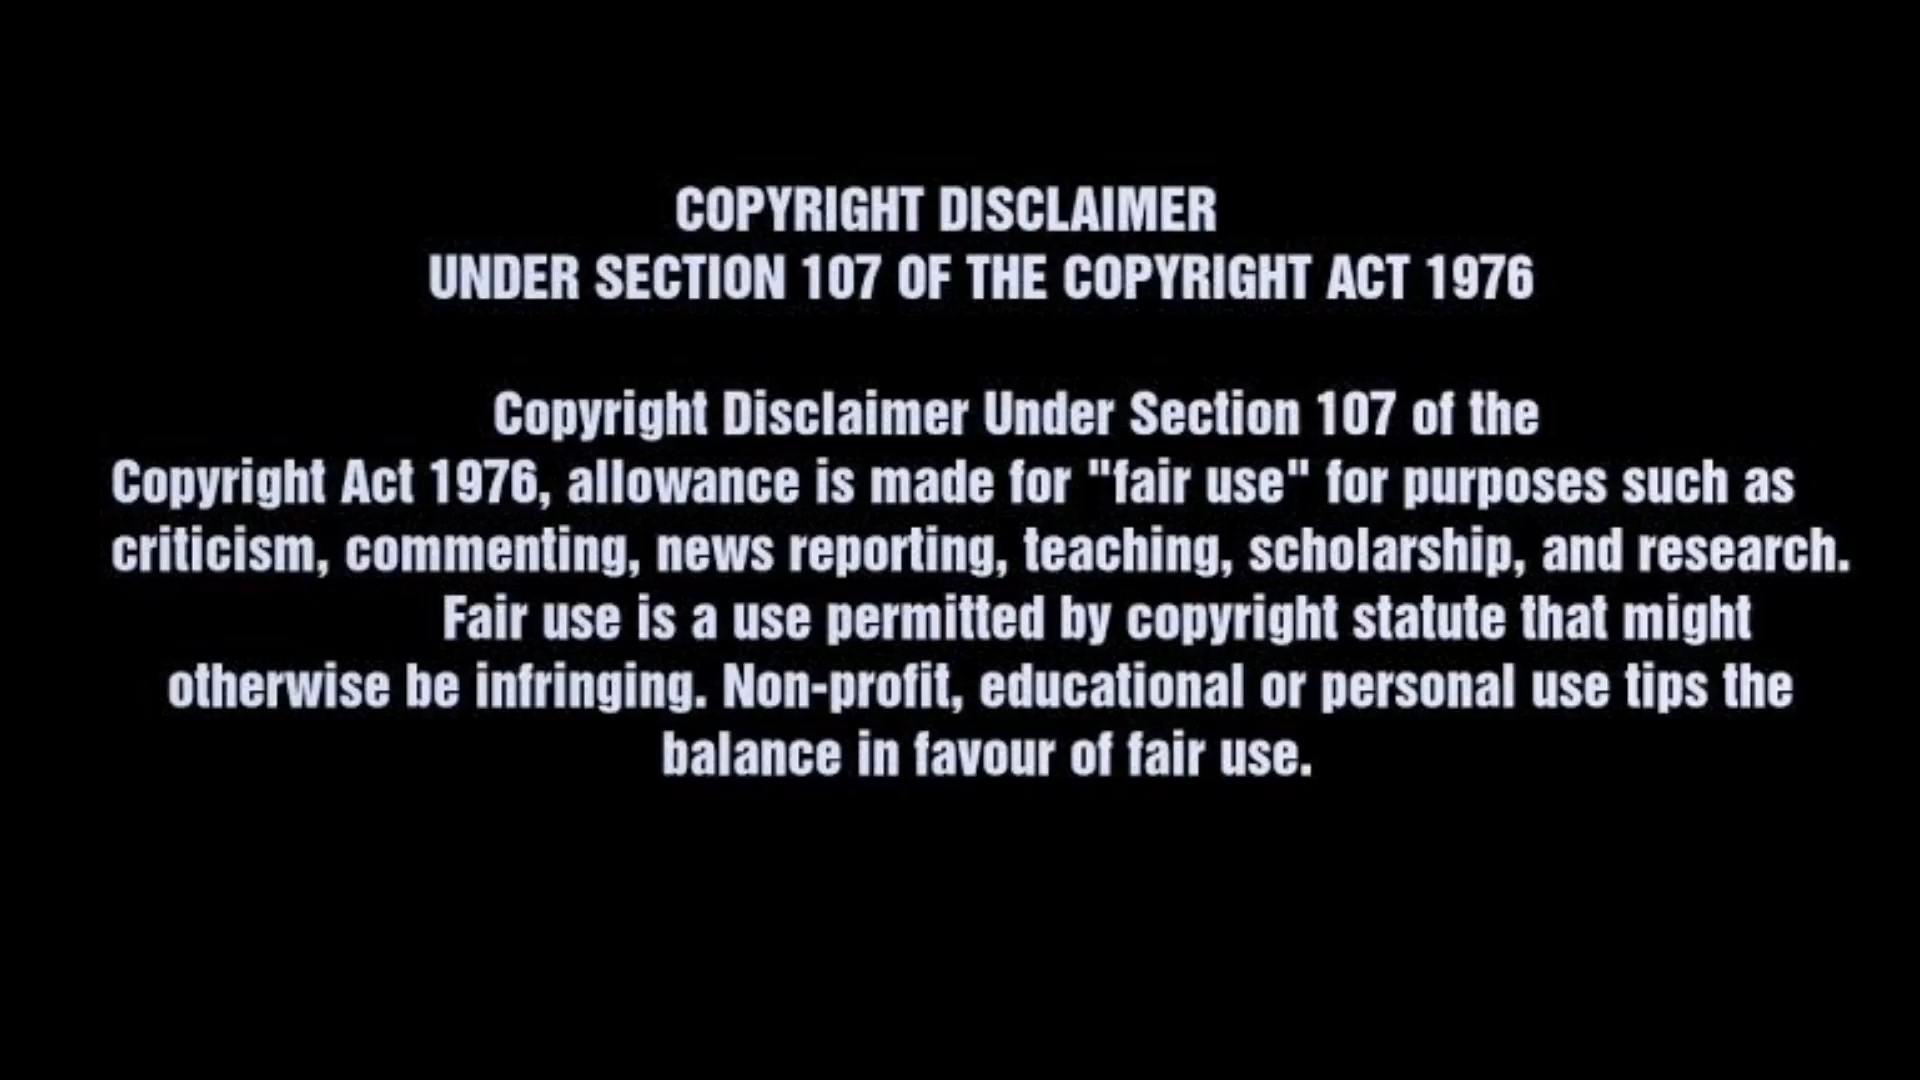 COPYRIGHT DISCLAIMER
UNDER SECTION 107 OF THE COPYRIGHT ACT 1976
Copyright Disclaimer Under Section 107 of the
Copyright Act 1976, allowance is made for "fair use" for purposes such as
criticism, commenting, news reporting, teaching, scholarship, and research.
Fair use is a use permitted by copyright statute that might
otherwise be infringing. Non-profit, educational or personal use tips the
balance in favour of fair use.